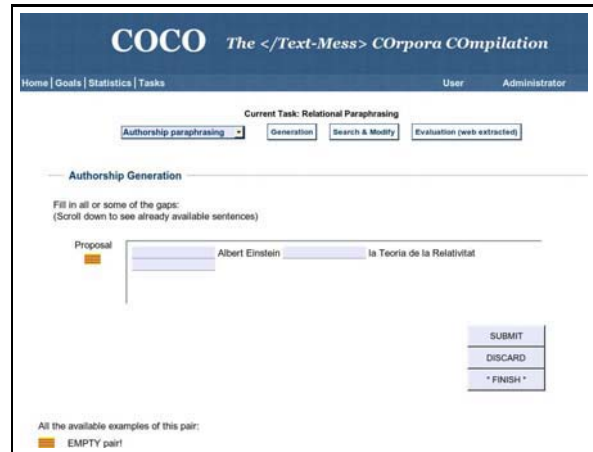 COCO The </Text-Mess> COrpora COmpilation
Home | Goals | Statistics | Tasks User Administrator
Current Task: Relational Paraphrasing
Authorship paraphrasing Generation Search & Modify Evaluation (web extracted)
Authorship Generation
Fill in all or some of the gaps:
(Scroll down to see already available sentences)
Proposal Albert Einstein la Teoria de la Relativitat
SUBMIT
DISCARD
* FINISH *
All the available examples of this pair:
EMPTY pair!